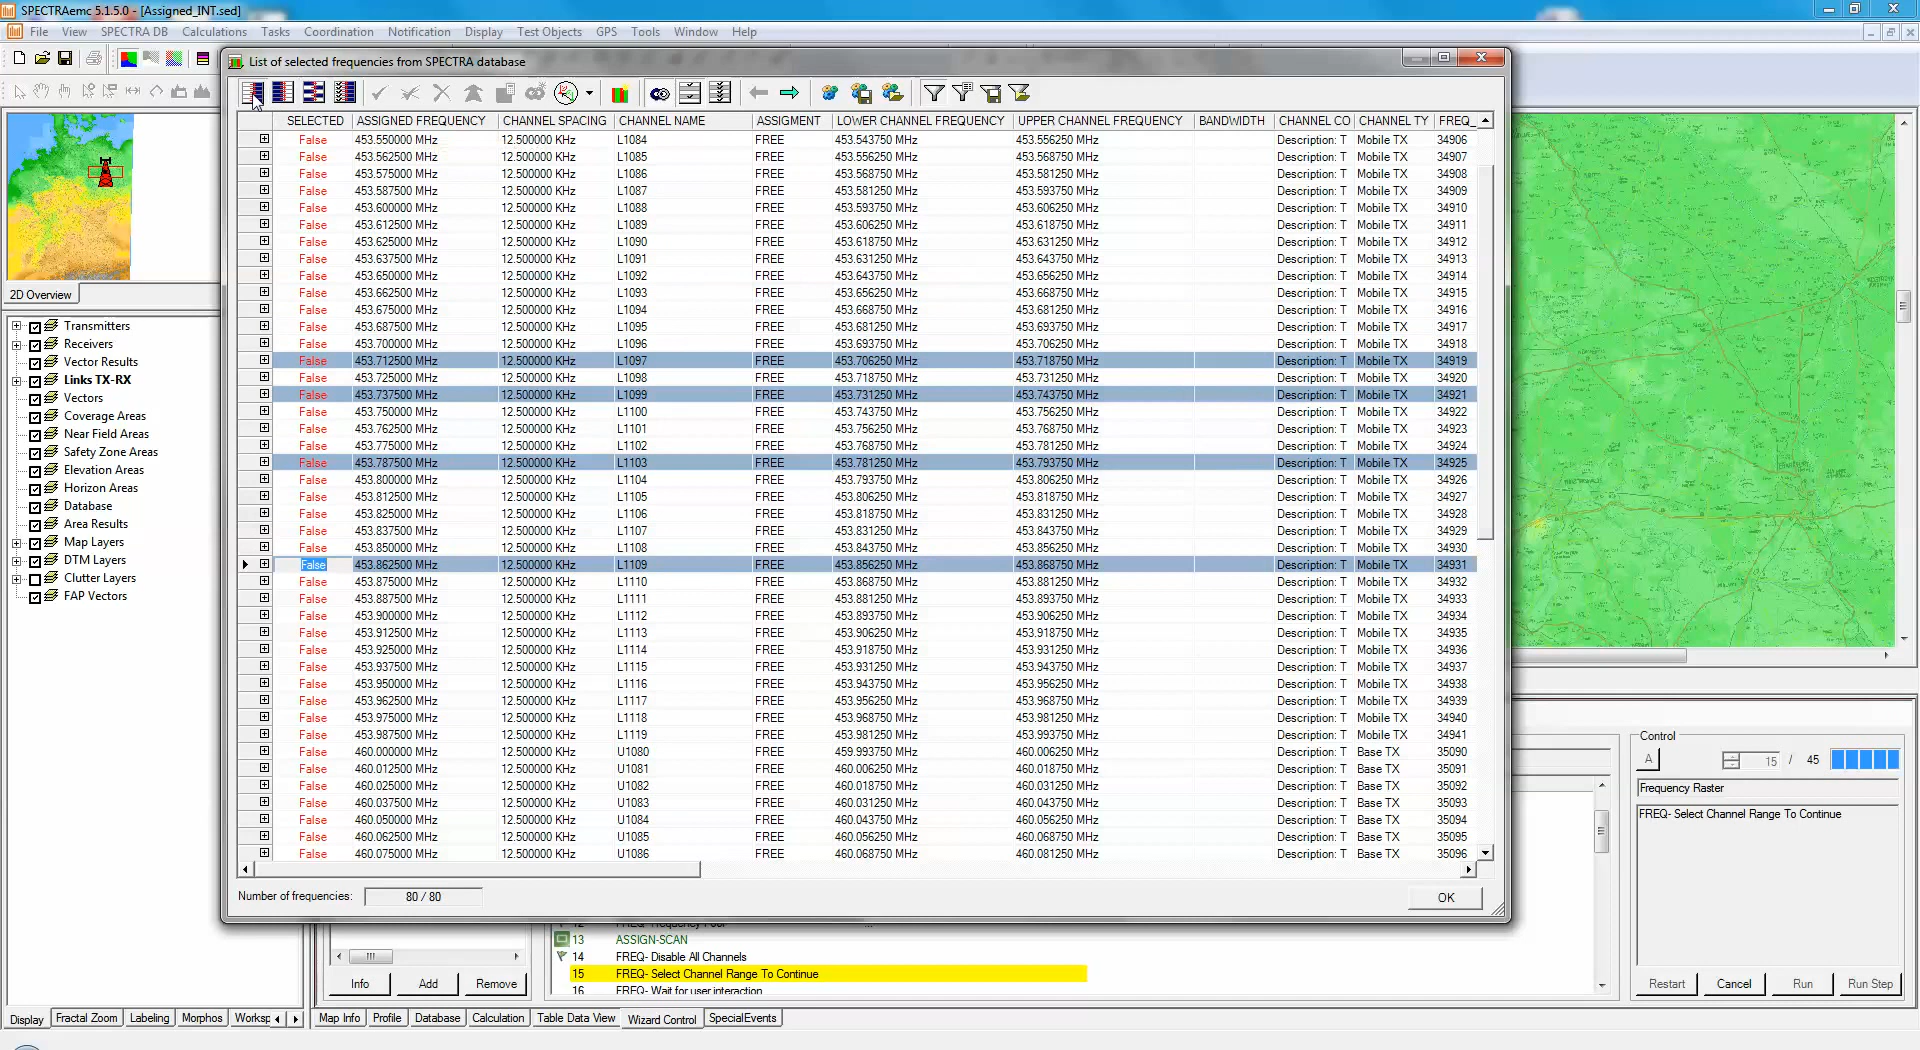 SPECTRAemc 5.1.5.0 - [Assigned_INT.sed]
File View SPECTRA DB Calculations Tasks Coordination Notification Display Test Objects GPS Tools Window Help
List of selected frequencies from SPECTRA database
SELECTED ASSIGNED FREQUENCY CHANNEL SPACING CHANNEL NAME ASSIGMENT LOWER CHANNEL FREQUENCY UPPER CHANNEL FREQUENCY BANDWIDTH CHANNEL CO CHANNEL TY FREQ_
False 453.550000 MHz 12.500000 KHz L1084 FREE 453.543750 MHz 453.556250 MHz Description: T Mobile TX 34906
False 453.562500 MHz 12.500000 KHz L1085 FREE 453.556250 MHz 453.568750 MHz Description: T Mobile TX 34907
False 453.575000 MHz 12.500000 KHz L1086 FREE 453.568750 MHz 453.581250 MHz Description: T Mobile TX 34908
False 453.587500 MHz 12.500000 KHz L1087 FREE 453.581250 MHz 453.593750 MHz Description: T Mobile TX 34909
False 453.600000 MHz 12.500000 KHz L1088 FREE 453.593750 MHz 453.606250 MHz Description: T Mobile TX 34910
False 453.612500 MHz 12.500000 KHz L1089 FREE 453.606250 MHz 453.618750 MHz Description: T Mobile TX 34911
False 453.625000 MHz 12.500000 KHz L1090 FREE 453.618750 MHz 453.631250 MHz Description: T Mobile TX 34912
False 453.637500 MHz 12.500000 KHz L1091 FREE 453.631250 MHz 453.643750 MHz Description: T Mobile TX 34913
False 453.650000 MHz 12.500000 KHz L1092 FREE 453.643750 MHz 453.656250 MHz Description: T Mobile TX 34914
False 453.662500 MHz 12.500000 KHz L1093 FREE 453.656250 MHz 453.668750 MHz Description: T Mobile TX 34915
False 453.675000 MHz 12.500000 KHz L1094 FREE 453.668750 MHz 453.681250 MHz Description: T Mobile TX 34916
False 453.687500 MHz 12.500000 KHz L1095 FREE 453.681250 MHz 453.693750 MHz Description: T Mobile TX 34917
False 453.700000 MHz 12.500000 KHz L1096 FREE 453.693750 MHz 453.706250 MHz Description: T Mobile TX 34918
False 453.712500 MHz 12.500000 KHz L1097 FREE 453.706250 MHz 453.718750 MHz Description: T Mobile TX 34919
False 453.725000 MHz 12.500000 KHz L1098 FREE 453.718750 MHz 453.731250 MHz Description: T Mobile TX 34920
False 453.737500 MHz 12.500000 KHz L1099 FREE 453.731250 MHz 453.743750 MHz Description: T Mobile TX 34921
False 453.750000 MHz 12.500000 KHz L1100 FREE 453.743750 MHz 453.756250 MHz Description: T Mobile TX 34922
False 453.762500 MHz 12.500000 KHz L1101 FREE 453.756250 MHz 453.768750 MHz Description: T Mobile TX 34923
False 453.775000 MHz 12.500000 KHz L1102 FREE 453.768750 MHz 453.781250 MHz Description: T Mobile TX 34924
False 453.787500 MHz 12.500000 KHz L1103 FREE 453.781250 MHz 453.793750 MHz Description: T Mobile TX 34925
False 453.800000 MHz 12.500000 KHz L1104 FREE 453.793750 MHz 453.806250 MHz Description: T Mobile TX 34926
False 453.812500 MHz 12.500000 KHz L1105 FREE 453.806250 MHz 453.818750 MHz Description: T Mobile TX 34927
False 453.825000 MHz 12.500000 KHz L1106 FREE 453.818750 MHz 453.831250 MHz Description: T Mobile TX 34928
False 453.837500 MHz 12.500000 KHz L1107 FREE 453.831250 MHz 453.843750 MHz Description: T Mobile TX 34929
False 453.850000 MHz 12.500000 KHz L1108 FREE 453.843750 MHz 453.856250 MHz Description: T Mobile TX 34930
False 453.862500 MHz 12.500000 KHz L1109 FREE 453.856250 MHz 453.868750 MHz Description: T Mobile TX 34931
False 453.875000 MHz 12.500000 KHz L1110 FREE 453.868750 MHz 453.881250 MHz Description: T Mobile TX 34932
False 453.887500 MHz 12.500000 KHz L1111 FREE 453.881250 MHz 453.893750 MHz Description: T Mobile TX 34933
False 453.900000 MHz 12.500000 KHz L1112 FREE 453.893750 MHz 453.906250 MHz Description: T Mobile TX 34934
False 453.912500 MHz 12.500000 KHz L1113 FREE 453.906250 MHz 453.918750 MHz Description: T Mobile TX 34935
False 453.925000 MHz 12.500000 KHz L1114 FREE 453.918750 MHz 453.931250 MHz Description: T Mobile TX 34936
False 453.937500 MHz 12.500000 KHz L1115 FREE 453.931250 MHz 453.943750 MHz Description: T Mobile TX 34937
False 453.950000 MHz 12.500000 KHz L1116 FREE 453.943750 MHz 453.956250 MHz Description: T Mobile TX 34938
False 453.962500 MHz 12.500000 KHz L1117 FREE 453.956250 MHz 453.968750 MHz Description: T Mobile TX 34939
False 453.975000 MHz 12.500000 KHz L1118 FREE 453.968750 MHz 453.981250 MHz Description: T Mobile TX 34940
False 453.987500 MHz 12.500000 KHz L1119 FREE 453.981250 MHz 453.993750 MHz Description: T Mobile TX 34941
False 460.000000 MHz 12.500000 KHz U1080 FREE 459.993750 MHz 460.006250 MHz Description: T Base TX 35090
False 460.012500 MHz 12.500000 KHz U1081 FREE 460.006250 MHz 460.018750 MHz Description: T Base TX 35091
False 460.025000 MHz 12.500000 KHz U1082 FREE 460.018750 MHz 460.031250 MHz Description: T Base TX 35092
False 460.037500 MHz 12.500000 KHz U1083 FREE 460.031250 MHz 460.043750 MHz Description: T Base TX 35093
False 460.050000 MHz 12.500000 KHz U1084 FREE 460.043750 MHz 460.056250 MHz Description: T Base TX 35094
False 460.062500 MHz 12.500000 KHz U1085 FREE 460.056250 MHz 460.068750 MHz Description: T Base TX 35095
False 460.075000 MHz 12.500000 KHz U1086 FREE 460.068750 MHz 460.081250 MHz Description: T Base TX 35096
Number of frequencies: 80 / 80
OK
2D Overview
Transmitters
Receivers
Vector Results
Links TX-RX
Vectors
Coverage Areas
Near Field Areas
Safety Zone Areas
Elevation Areas
Horizon Areas
Database
Area Results
Map Layers
DTM Layers
Clutter Layers
FAP Vectors
Display Fractal Zoom Labeling Morphos Worksp
Info Add Remove
13 ASSIGN-SCAN
14 FREQ- Disable All Channels
15 FREQ- Select Channel Range To Continue
16 FREQ- Wait for user interaction
Control
A 15 / 45
Frequency Raster
FREQ- Select Channel Range To Continue
Restart Cancel Run Run Step
Map Info Profile Database Calculation Table Data View Wizard Control SpecialEvents